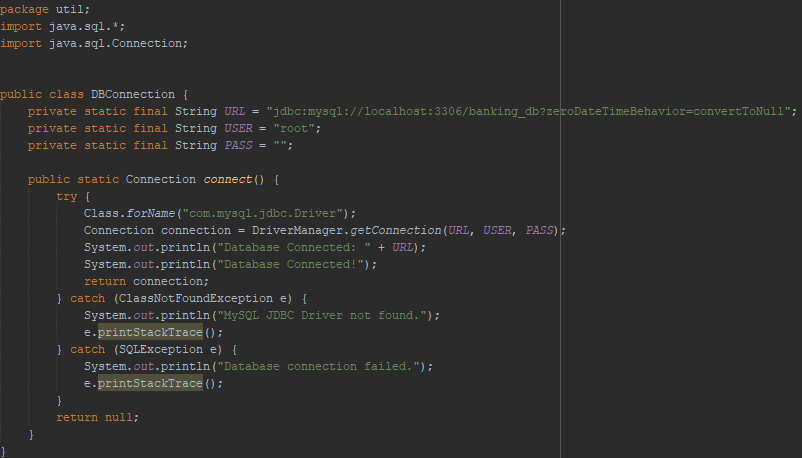 package util;
import java.sql.*;
import java.sql.Connection;
public class DBConnection {
private static final String URL = "jdbc:mysql://localhost:3306/banking_db?zeroDateTimeBehavior=convertToNull";
private static final String USER = "root";
private static final String PASS = "";
public static Connection connect() {
try {
Class.forName("com.mysql.jdbc.Driver");
Connection connection = DriverManager.getConnection(URL, USER, PASS);
System.out.println("Database Connected: " + URL);
System.out.println("Database Connected!");
return connection;
} catch (ClassNotFoundException e) {
System.out.println("MySQL JDBC Driver not found.");
e.printStackTrace();
} catch (SQLException e) {
System.out.println("Database connection failed.");
e.printStackTrace();
}
return null;
}
}